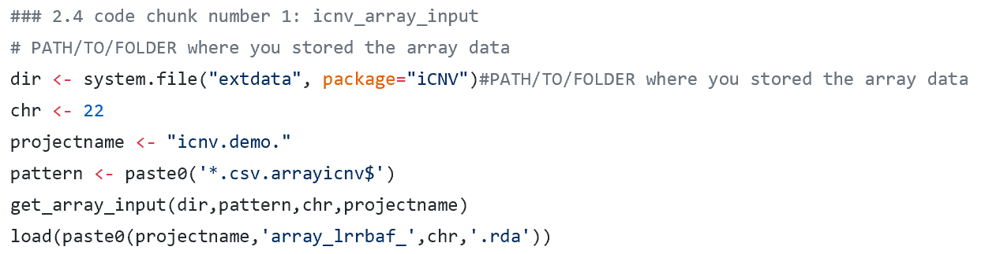 ### 2.4 code chunk number 1: icnv_array_input
# PATH/TO/FOLDER where you stored the array data
dir <- system.file("extdata", package="iCNV")#PATH/TO/FOLDER where you stored the array data
chr <- 22
projectname <- "icnv.demo."
pattern <- paste0('*.csv.arrayicnv$')
get_array_input(dir,pattern,chr,projectname)
load(paste0(projectname,'array_lrrbaf_',chr,'.rda'))